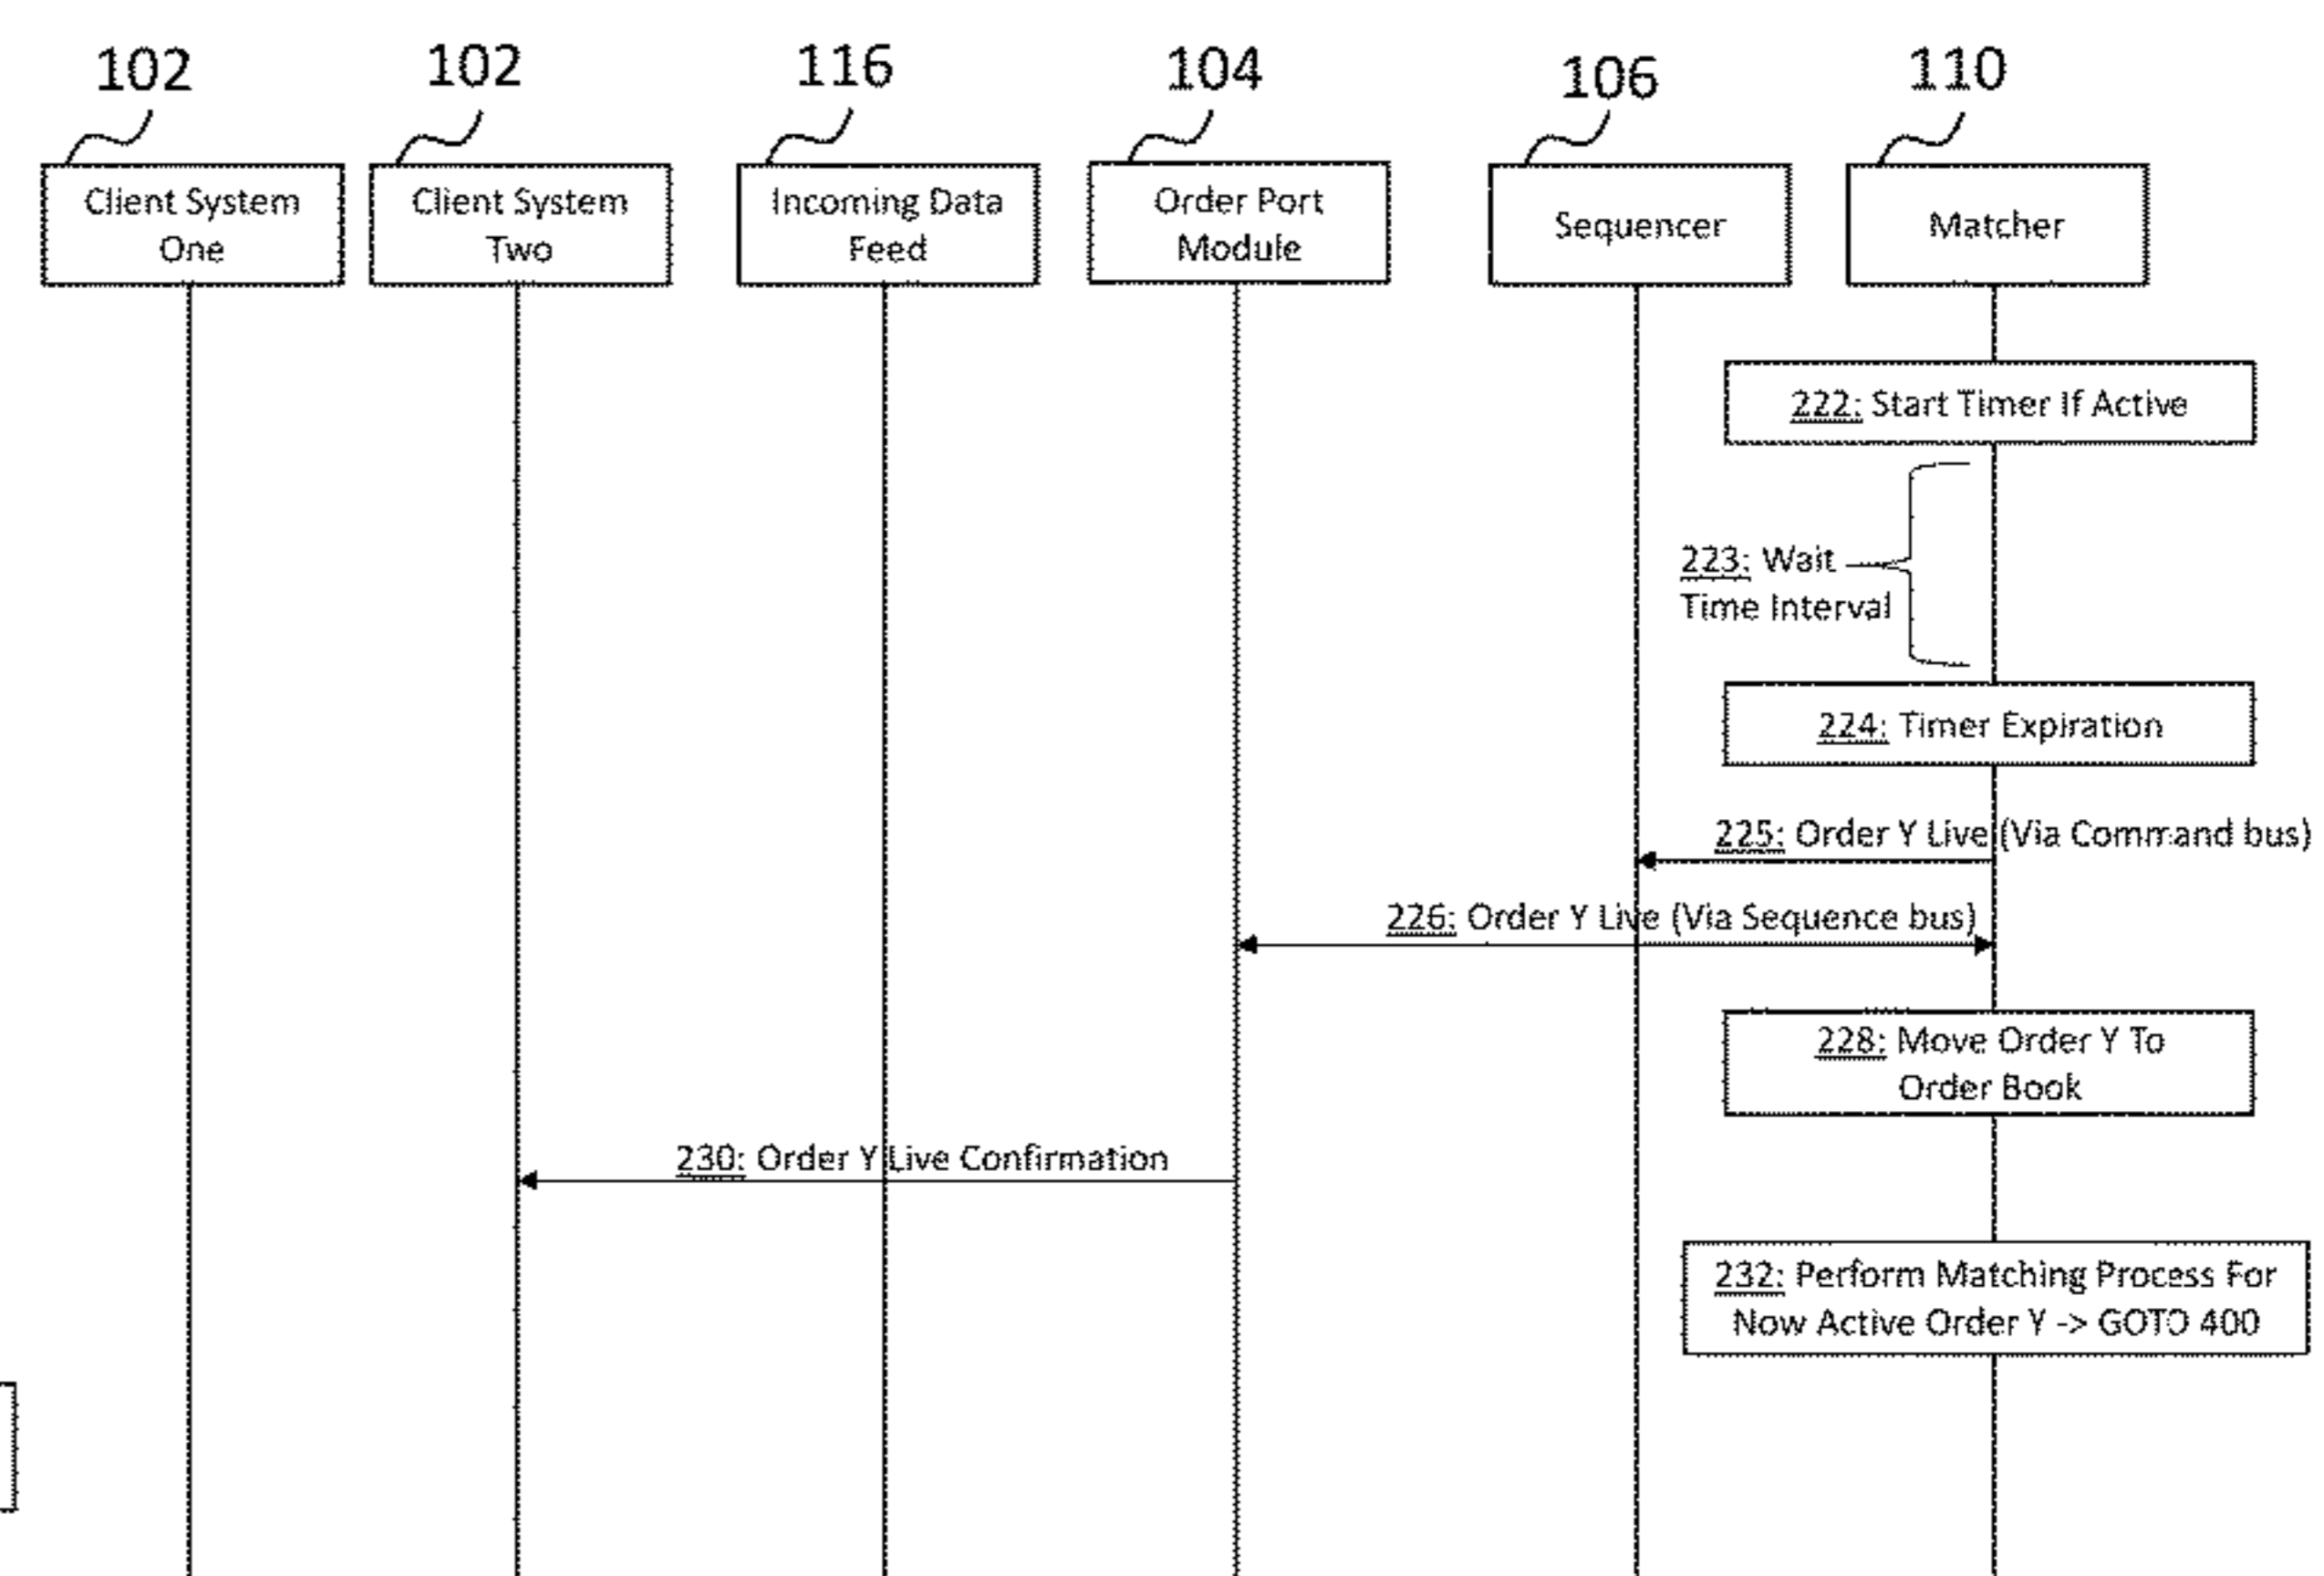 102
102
116
104
106
110
Client System
One
Client System
Two
Incoming Data
Feed
Order Port
Module
Sequencer
Matcher
222: Start Timer If Active
223: Wait
Time Interval
224: Timer Expiration
225: Order Y Live (Via Command bus)
226: Order Y Live (Via Sequence bus)
228: Move Order Y To
Order Book
230: Order Y Live Confirmation
232: Perform Matching Process For
Now Active Order Y -> GOTO 400